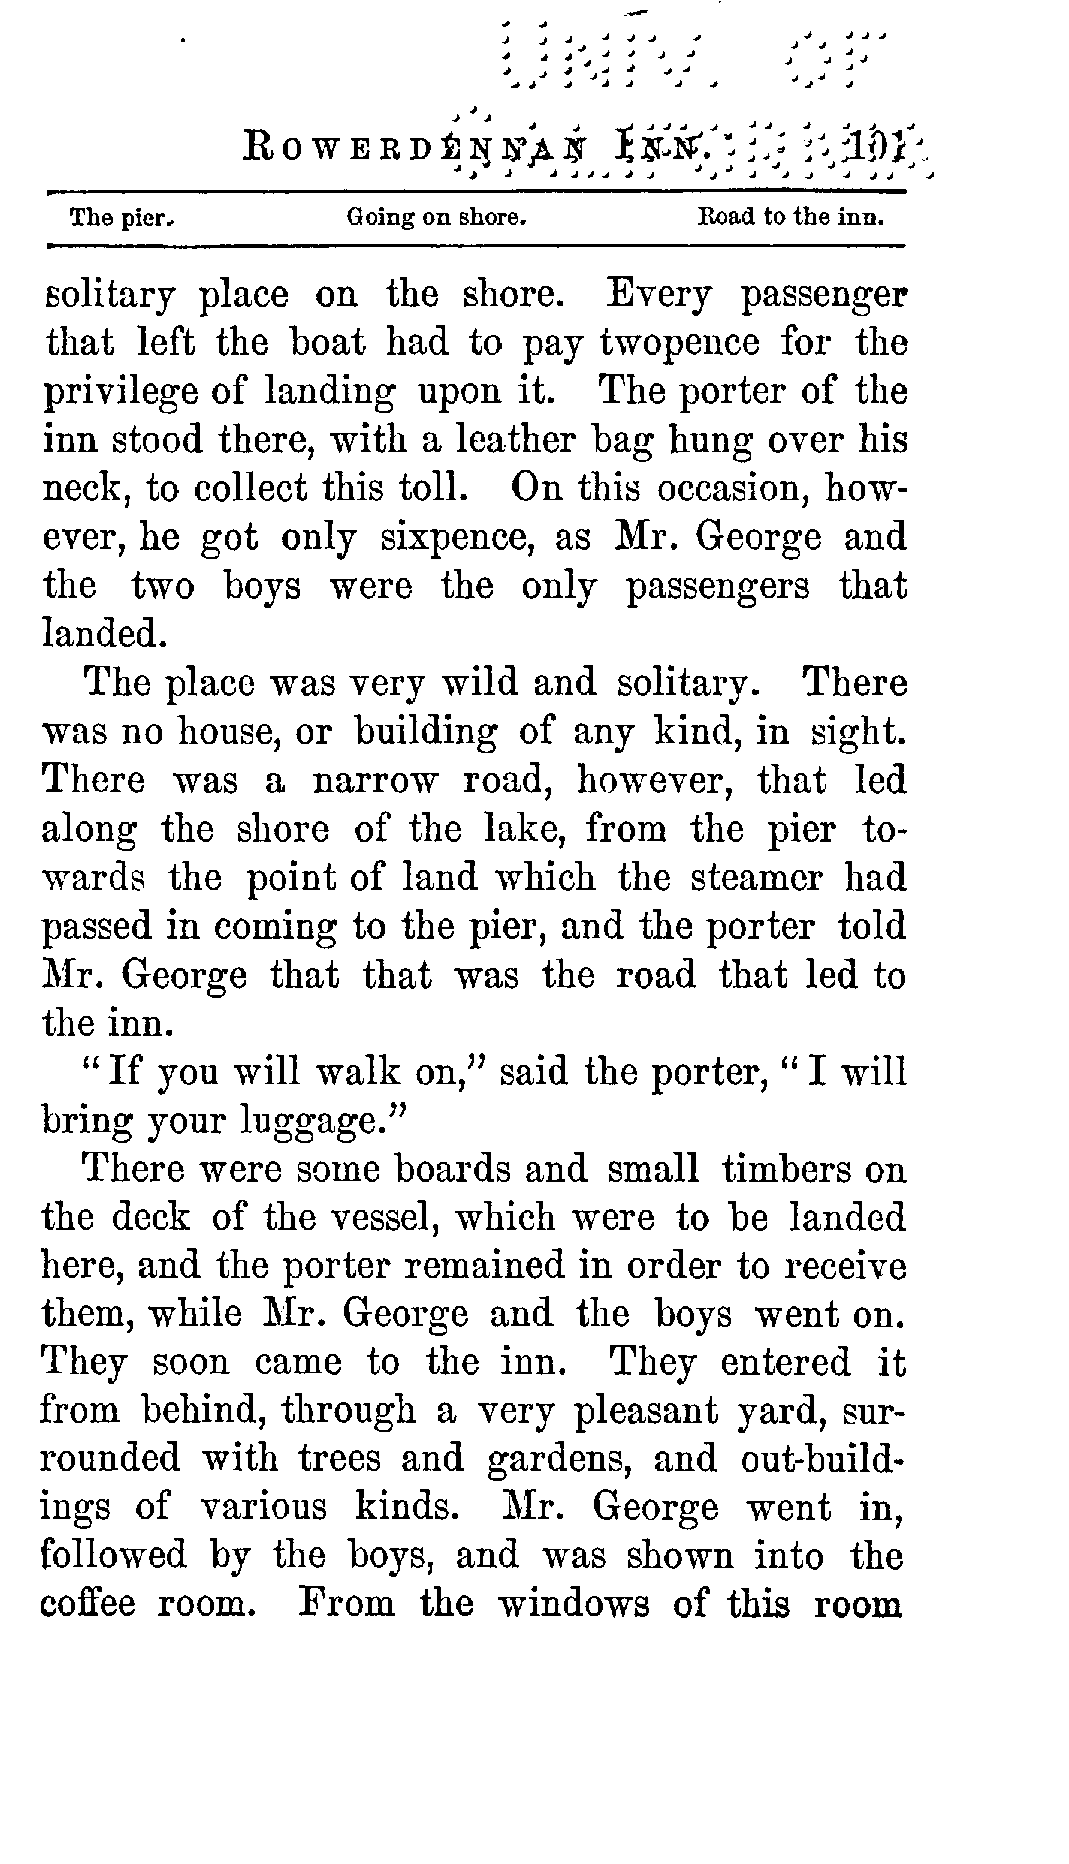 UNIV. OF
ROWERDENNAN INN. 101
The pier. Going on shore. Road to the inn.
solitary place on the shore. Every passenger
that left the boat had to pay twopence for the
privilege of landing upon it. The porter of the
inn stood there, with a leather bag hung over his
neck, to collect this toll. On this occasion, how-
ever, he got only sixpence, as Mr. George and
the two boys were the only passengers that
landed.
The place was very wild and solitary. There
was no house, or building of any kind, in sight.
There was a narrow road, however, that led
along the shore of the lake, from the pier to-
wards the point of land which the steamer had
passed in coming to the pier, and the porter told
Mr. George that that was the road that led to
the inn.
“If you will walk on,” said the porter, “I will
bring your luggage.”
There were some boards and small timbers on
the deck of the vessel, which were to be landed
here, and the porter remained in order to receive
them, while Mr. George and the boys went on.
They soon came to the inn. They entered it
from behind, through a very pleasant yard, sur-
rounded with trees and gardens, and out-build-
ings of various kinds. Mr. George went in,
followed by the boys, and was shown into the
coffee room. From the windows of this room